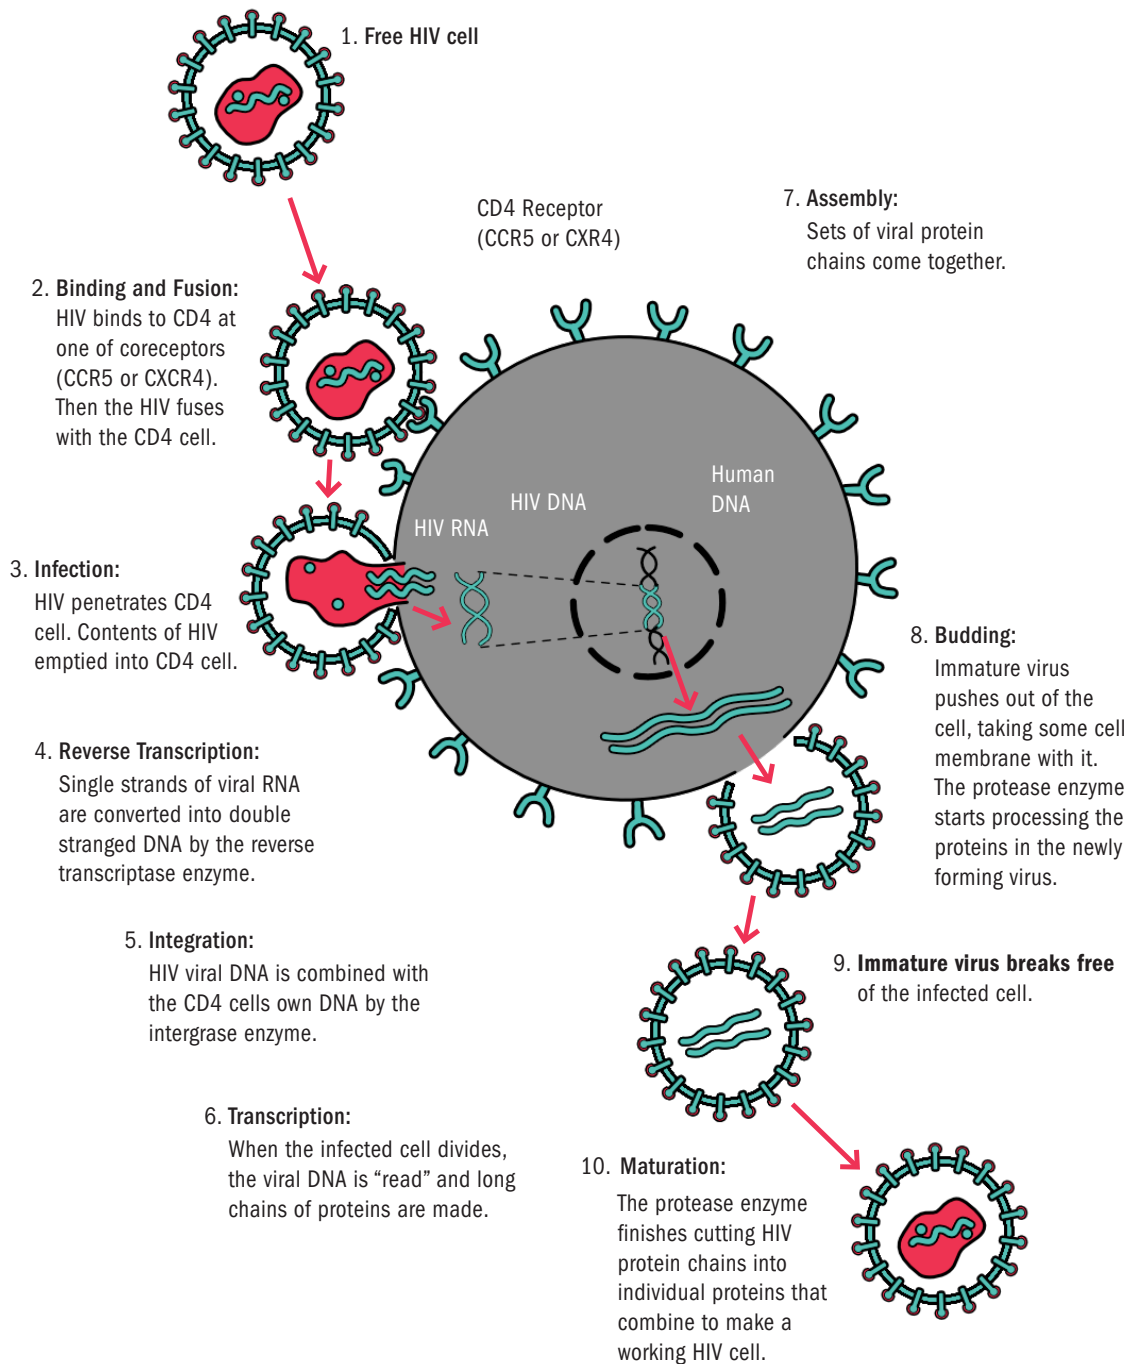 1. Free HIV cell
CD4 Receptor
(CCR5 or CXR4)
2. Binding and Fusion:
HIV binds to CD4 at
one of coreceptors
(CCR5 or CXCR4).
Then the HIV fuses
with the CD4 cell.
3. Infection:
HIV penetrates CD4
cell. Contents of HIV
emptied into CD4 cell.
HIV RNA
HIV DNA
Human
DNA
4. Reverse Transcription:
Single strands of viral RNA
are converted into double
stranged DNA by the reverse
transcriptase enzyme.
5. Integration:
HIV viral DNA is combined with
the CD4 cells own DNA by the
intergrase enzyme.
6. Transcription:
When the infected cell divides,
the viral DNA is “read” and long
chains of proteins are made.
7. Assembly:
Sets of viral protein
chains come together.
8. Budding:
Immature virus
pushes out of the
cell, taking some cell
membrane with it.
The protease enzyme
starts processing the
proteins in the newly
forming virus.
9. Immature virus breaks free
of the infected cell.
10. Maturation:
The protease enzyme
finishes cutting HIV
protein chains into
individual proteins that
combine to make a
working HIV cell.